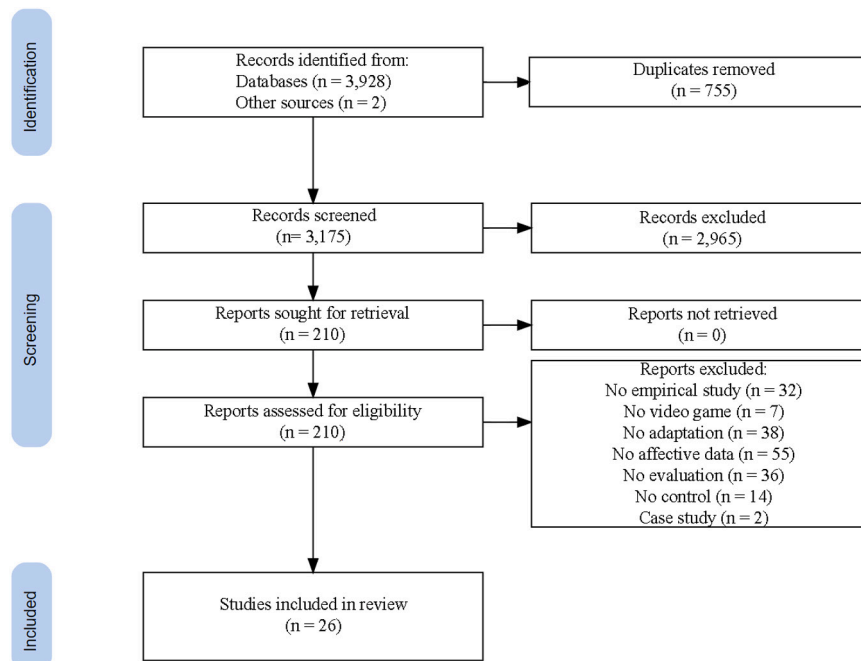 Identification
Records identified from:
Databases (n = 3,928)
Other sources (n = 2)
Duplicates removed
(n = 755)
Screening
Records screened
(n= 3,175)
Records excluded
(n = 2,965)
Reports sought for retrieval
(n = 210)
Reports not retrieved
(n = 0)
Reports assessed for eligibility
(n = 210)
Reports excluded:
No empirical study (n = 32)
No video game (n = 7)
No adaptation (n = 38)
No affective data (n = 55)
No evaluation (n = 36)
No control (n = 14)
Case study (n = 2)
Included
Studies included in review
(n = 26)